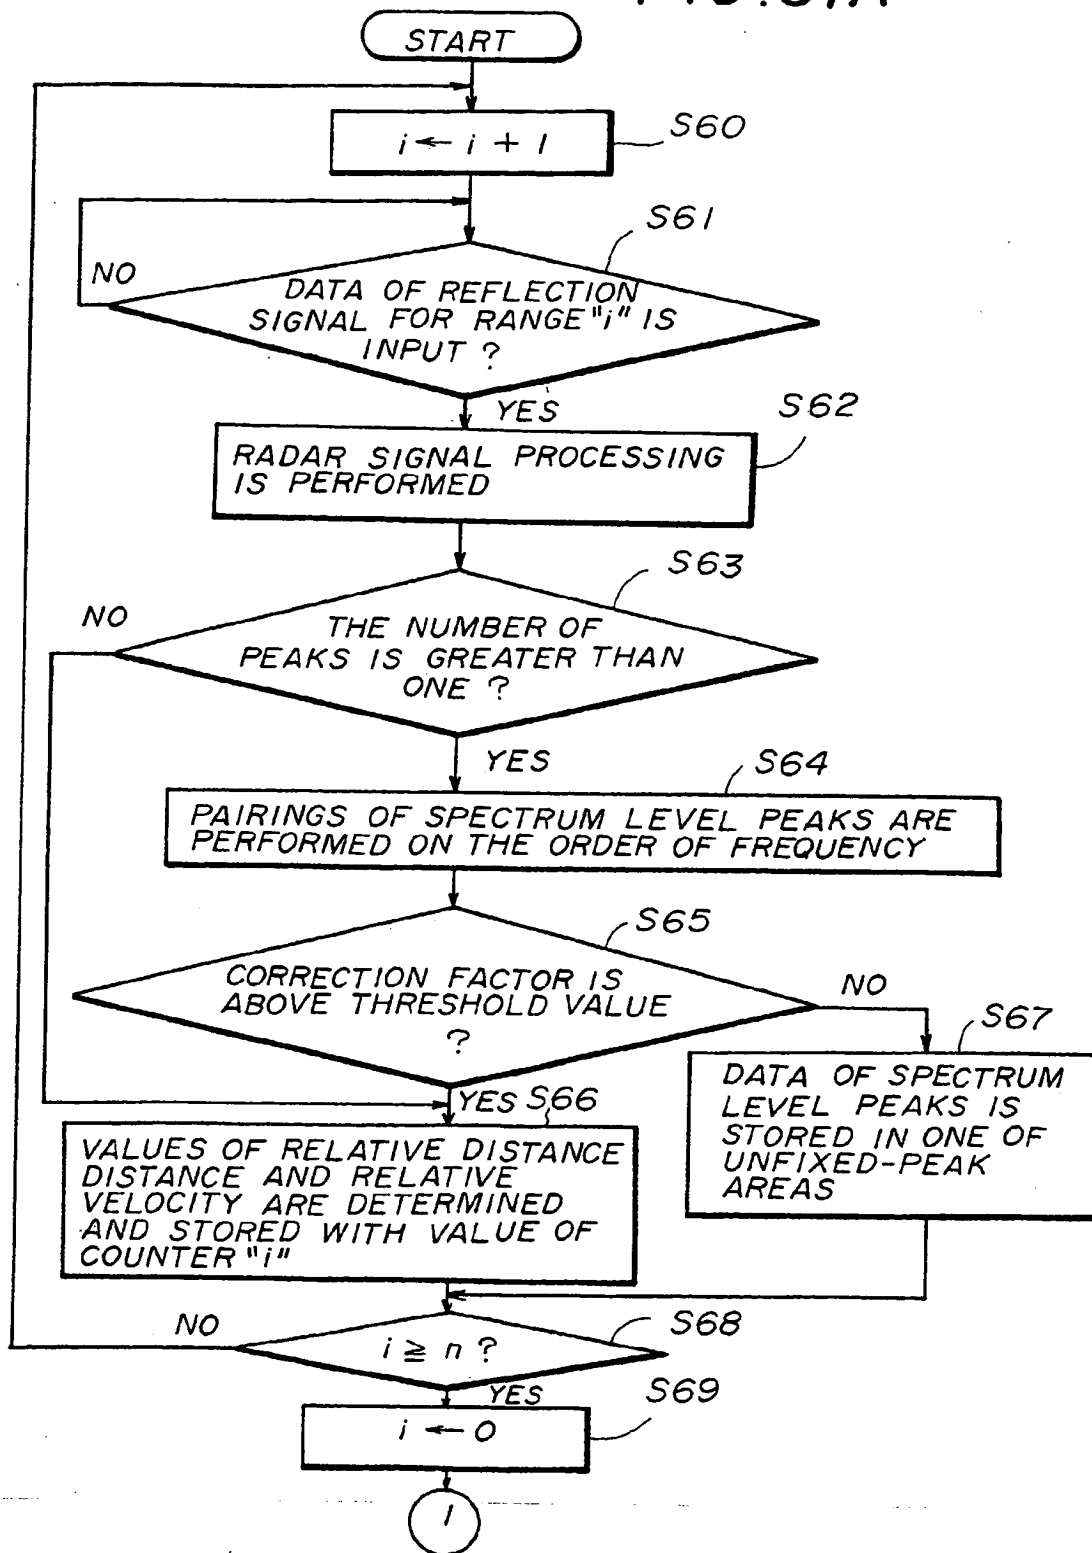 START
i ← i + 1
S60
S61
NO
DATA OF REFLECTION
SIGNAL FOR RANGE "i" IS
INPUT ?
YES
S62
RADAR SIGNAL PROCESSING
IS PERFORMED
S63
NO
THE NUMBER OF
PEAKS IS GREATER THAN
ONE ?
YES
S64
PAIRINGS OF SPECTRUM LEVEL PEAKS ARE
PERFORMED ON THE ORDER OF FREQUENCY
S65
CORRECTION FACTOR IS
ABOVE THRESHOLD VALUE
?
NO
S67
DATA OF SPECTRUM
LEVEL PEAKS IS
STORED IN ONE OF
UNFIXED-PEAK
AREAS
YES S66
VALUES OF RELATIVE DISTANCE
DISTANCE AND RELATIVE
VELOCITY ARE DETERMINED
AND STORED WITH VALUE OF
COUNTER "i"
NO
S68
i ≧ n ?
YES
S69
i ← 0
1